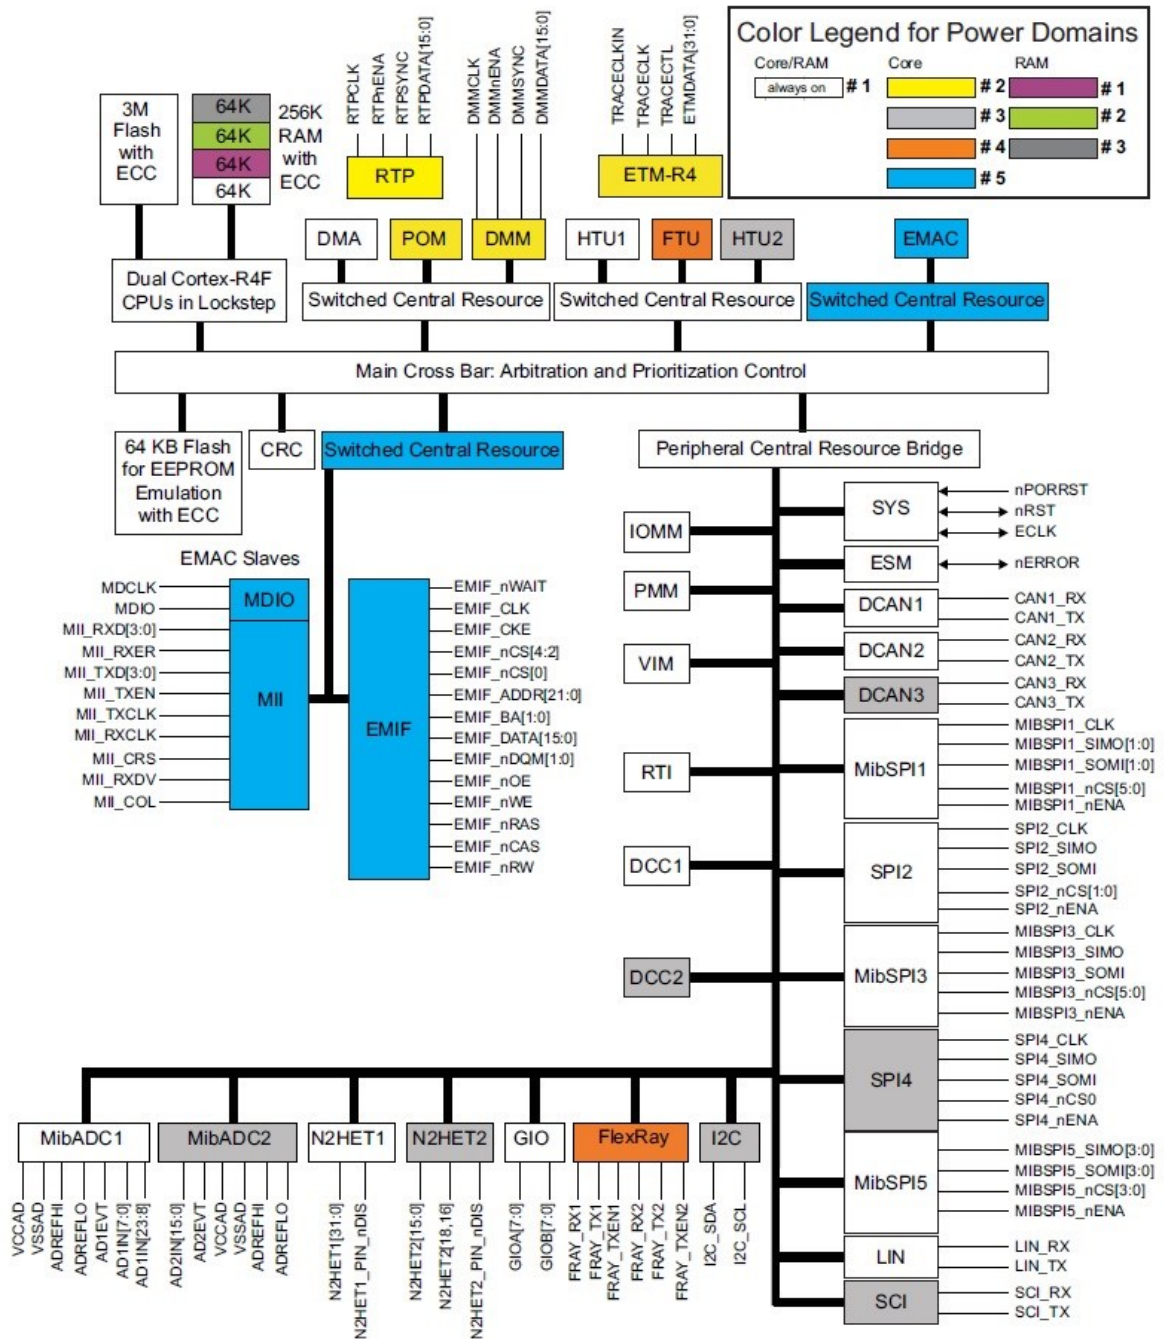 Color Legend for Power Domains
Core/RAM
Core
RAM
always on
# 1
# 2
# 1
# 3
# 2
# 4
# 3
# 5
3M
Flash
with
ECC
64K
64K
64K
64K
256K
RAM
with
ECC
RTPCLK
RTPnENA
RTPSYNC
RTPDATA[15:0]
RTP
DMMCLK
DMMnENA
DMMSYNC
DMMDATA[15:0]
TRACECLKIN
TRACECLK
TRACECTL
ETMDATA[31:0]
ETM-R4
DMA
POM
DMM
HTU1
FTU
HTU2
EMAC
Dual Cortex-R4F
CPUs in Lockstep
Switched Central Resource
Switched Central Resource
Switched Central Resource
Main Cross Bar: Arbitration and Prioritization Control
64 KB Flash
for EEPROM
Emulation
with ECC
CRC
Switched Central Resource
Peripheral Central Resource Bridge
EMAC Slaves
MDCLK
MDIO
MII_RXD[3:0]
MII_RXER
MII_TXD[3:0]
MII_TXEN
MII_TXCLK
MII_RXCLK
MII_CRS
MII_RXDV
MII_COL
MDIO
MII
EMIF
EMIF_nWAIT
EMIF_CLK
EMIF_CKE
EMIF_nCS[4:2]
EMIF_nCS[0]
EMIF_ADDR[21:0]
EMIF_BA[1:0]
EMIF_DATA[15:0]
EMIF_nDQM[1:0]
EMIF_nOE
EMIF_nWE
EMIF_nRAS
EMIF_nCAS
EMIF_nRW
IOMM
PMM
VIM
RTI
DCC1
DCC2
SYS
nPORRST
nRST
ECLK
ESM
nERROR
DCAN1
CAN1_RX
CAN1_TX
DCAN2
CAN2_RX
CAN2_TX
DCAN3
CAN3_RX
CAN3_TX
MibSPI1
MIBSPI1_CLK
MIBSPI1_SIMO[1:0]
MIBSPI1_SOMI[1:0]
MIBSPI1_nCS[5:0]
MIBSPI1_nENA
SPI2
SPI2_CLK
SPI2_SIMO
SPI2_SOMI
SPI2_nCS[1:0]
SPI2_nENA
MibSPI3
MIBSPI3_CLK
MIBSPI3_SIMO
MIBSPI3_SOMI
MIBSPI3_nCS[5:0]
MIBSPI3_nENA
SPI4
SPI4_CLK
SPI4_SIMO
SPI4_SOMI
SPI4_nCS0
SPI4_nENA
MibSPI5
MIBSPI5_SIMO[3:0]
MIBSPI5_SOMI[3:0]
MIBSPI5_nCS[3:0]
MIBSPI5_nENA
LIN
LIN_RX
LIN_TX
SCI
SCI_RX
SCI_TX
MibADC1
MibADC2
N2HET1
N2HET2
GIO
FlexRay
I2C
VCCAD
VSSAD
ADREFHI
ADREFLO
AD1EVT
AD1IN[7:0]
AD1IN[23:8]
AD2IN[15:0]
AD2EVT
VCCAD
VSSAD
ADREFHI
ADREFLO
N2HET1[31:0]
N2HET1_PIN_nDIS
N2HET2[15:0]
N2HET2[18,16]
N2HET2_PIN_nDIS
GIOA[7:0]
GIOB[7:0]
FRAY_RX1
FRAY_TX1
FRAY_TXEN1
FRAY_RX2
FRAY_TX2
FRAY_TXEN2
I2C_SDA
I2C_SCL